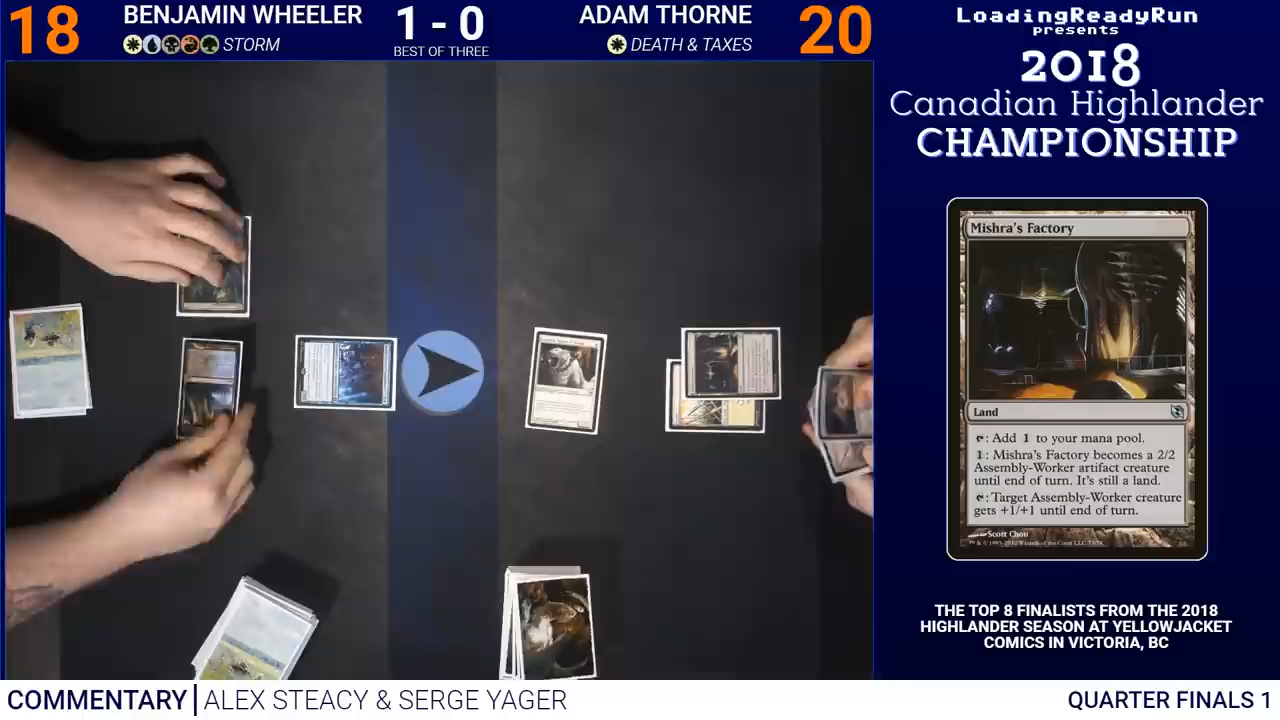 18
BENJAMIN WHEELER
STORM
1 - 0
BEST OF THREE
ADAM THORNE
DEATH & TAXES
20
LoadingReadyRun
presents
2018
Canadian Highlander
CHAMPIONSHIP
Mishra's Factory
Land
: Add 1 to your mana pool.
1 : Mishra's Factory becomes a 2/2
Assembly-Worker artifact creature
until end of turn. It's still a land.
: Target Assembly-Worker creature
gets +1/+1 until end of turn.
Scott Chou
THE TOP 8 FINALISTS FROM THE 2018
HIGHLANDER SEASON AT YELLOWJACKET
COMICS IN VICTORIA, BC
COMMENTARY | ALEX STEACY & SERGE YAGER
QUARTER FINALS 1